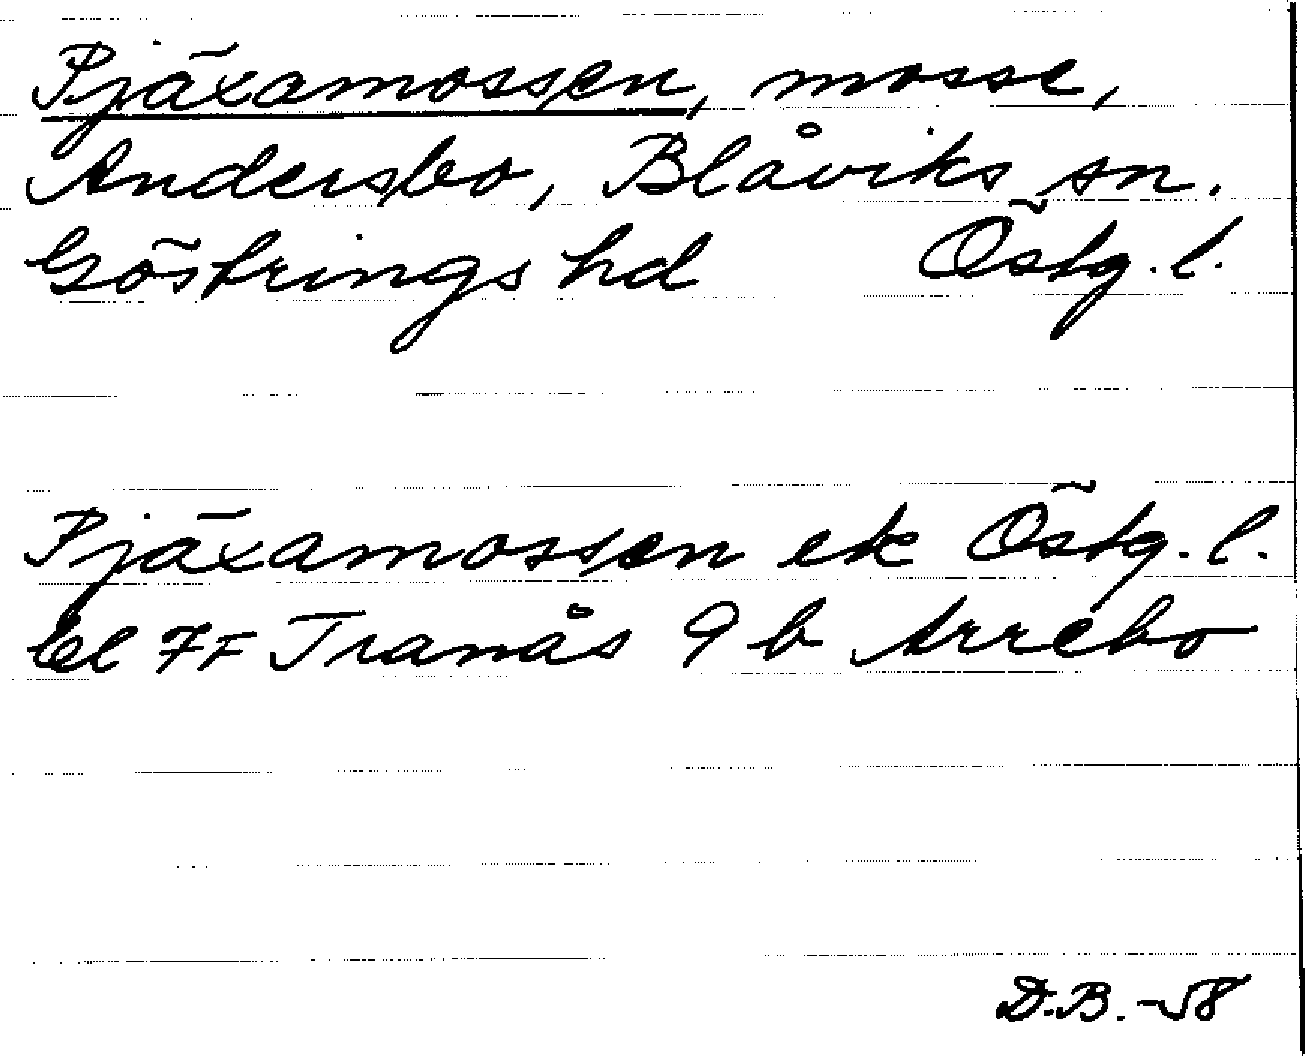 Pjäxamossen, mosse,
Andersbo, Blåviks sn.
Göstrings hd Östg. l.
Pjäxamossen ek Östg. l.
bl 7F Tranås 9 b Arrebo
D.B.-58